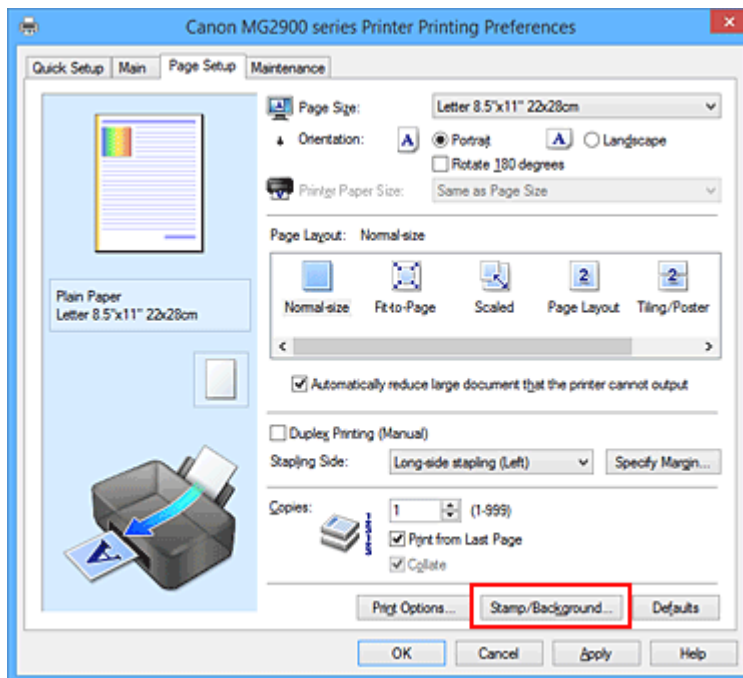 Canon MG2900 series Printer Printing Preferences
Quick Setup Main Page Setup Maintenance
Page Size: Letter 8.5"x11" 22x28cm
Orientation: A Portrait A Landscape
Rotate 180 degrees
Printer Paper Size: Same as Page Size
Page Layout: Normal-size
2 2
Normal-size Fit-to-Page Scaled Page Layout Tiling/Poster
Plain Paper
Letter 8.5"x11" 22x28cm
Automatically reduce large document that the printer cannot output
Duplex Printing (Manual)
Stapling Side: Long-side stapling (Left) Specify Margin...
Copies: 1 (1-999)
Print from Last Page
Collate
A
Print Options... Stamp/Background... Defaults
OK Cancel Apply Help